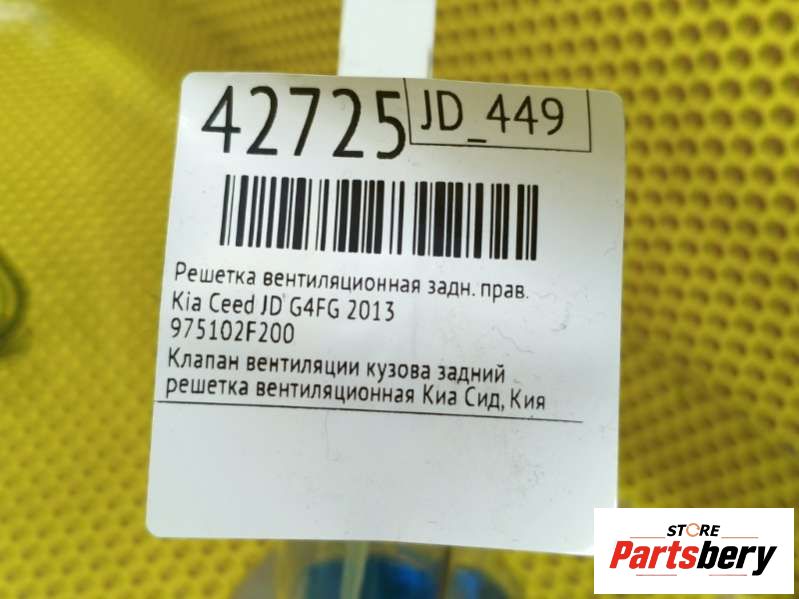 42725
JD_449
Решетка вентиляционная задн. прав.
Kia Ceed JD G4FG 2013
975102F200
Клапан вентиляции кузова задний
решетка вентиляционная Киа Сид, Кия
STORE
Partsbery